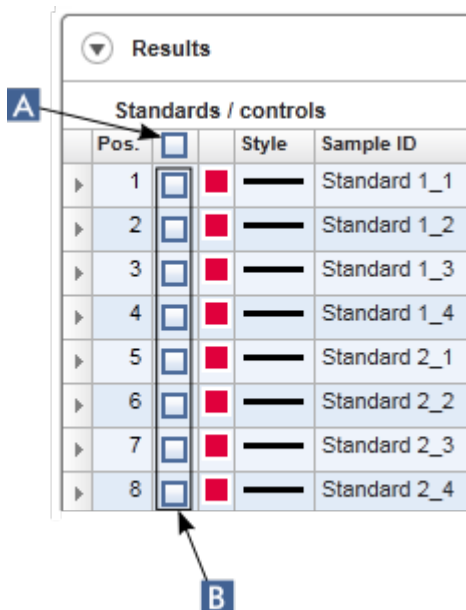 Results
A
Standards / controls
Pos. Style Sample ID
1 Standard 1_1
2 Standard 1_2
3 Standard 1_3
4 Standard 1_4
5 Standard 2_1
6 Standard 2_2
7 Standard 2_3
8 Standard 2_4
B